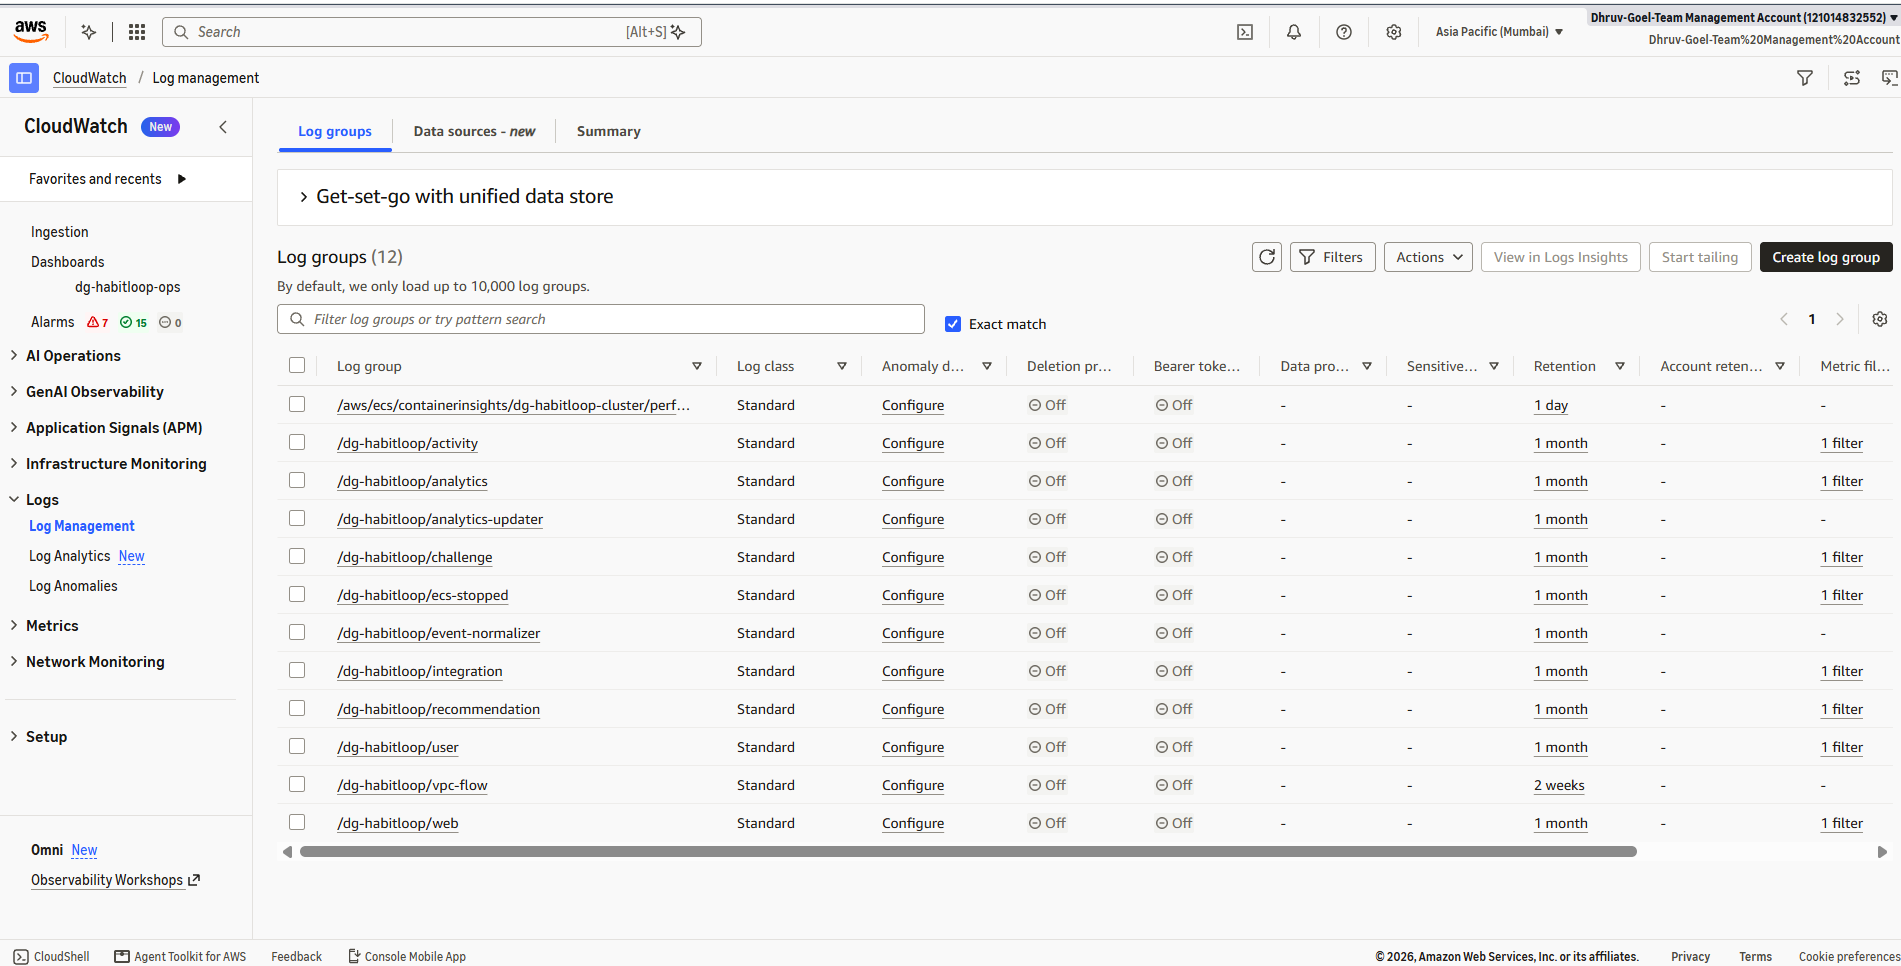 aws
Search [Alt+S]
Asia Pacific (Mumbai)
Dhruv-Goel-Team Management Account (121014832552)
Dhruv-Goel-Team%20Management%20Account
CloudWatch / Log management
CloudWatch New
Favorites and recents
Ingestion
Dashboards
dg-habitloop-ops
Alarms 7 15 0
AI Operations
GenAI Observability
Application Signals (APM)
Infrastructure Monitoring
Logs
Log Management
Log Analytics New
Log Anomalies
Metrics
Network Monitoring
Setup
Omni New
Observability Workshops
Log groups Data sources - new Summary
Get-set-go with unified data store
Log groups (12)
Filters Actions View in Logs Insights Start tailing Create log group
By default, we only load up to 10,000 log groups.
Filter log groups or try pattern search
Exact match
1
Log group Log class Anomaly d... Deletion pr... Bearer toke... Data pro... Sensitive... Retention Account reten... Metric fil...
/aws/ecs/containerinsights/dg-habitloop-cluster/perf... Standard Configure Off Off - - 1 day - -
/dg-habitloop/activity Standard Configure Off Off - - 1 month - 1 filter
/dg-habitloop/analytics Standard Configure Off Off - - 1 month - 1 filter
/dg-habitloop/analytics-updater Standard Configure Off Off - - 1 month - -
/dg-habitloop/challenge Standard Configure Off Off - - 1 month - 1 filter
/dg-habitloop/ecs-stopped Standard Configure Off Off - - 1 month - 1 filter
/dg-habitloop/event-normalizer Standard Configure Off Off - - 1 month - -
/dg-habitloop/integration Standard Configure Off Off - - 1 month - 1 filter
/dg-habitloop/recommendation Standard Configure Off Off - - 1 month - 1 filter
/dg-habitloop/user Standard Configure Off Off - - 1 month - 1 filter
/dg-habitloop/vpc-flow Standard Configure Off Off - - 2 weeks - -
/dg-habitloop/web Standard Configure Off Off - - 1 month - 1 filter
CloudShell Agent Toolkit for AWS Feedback Console Mobile App © 2026, Amazon Web Services, Inc. or its affiliates. Privacy Terms Cookie preferences